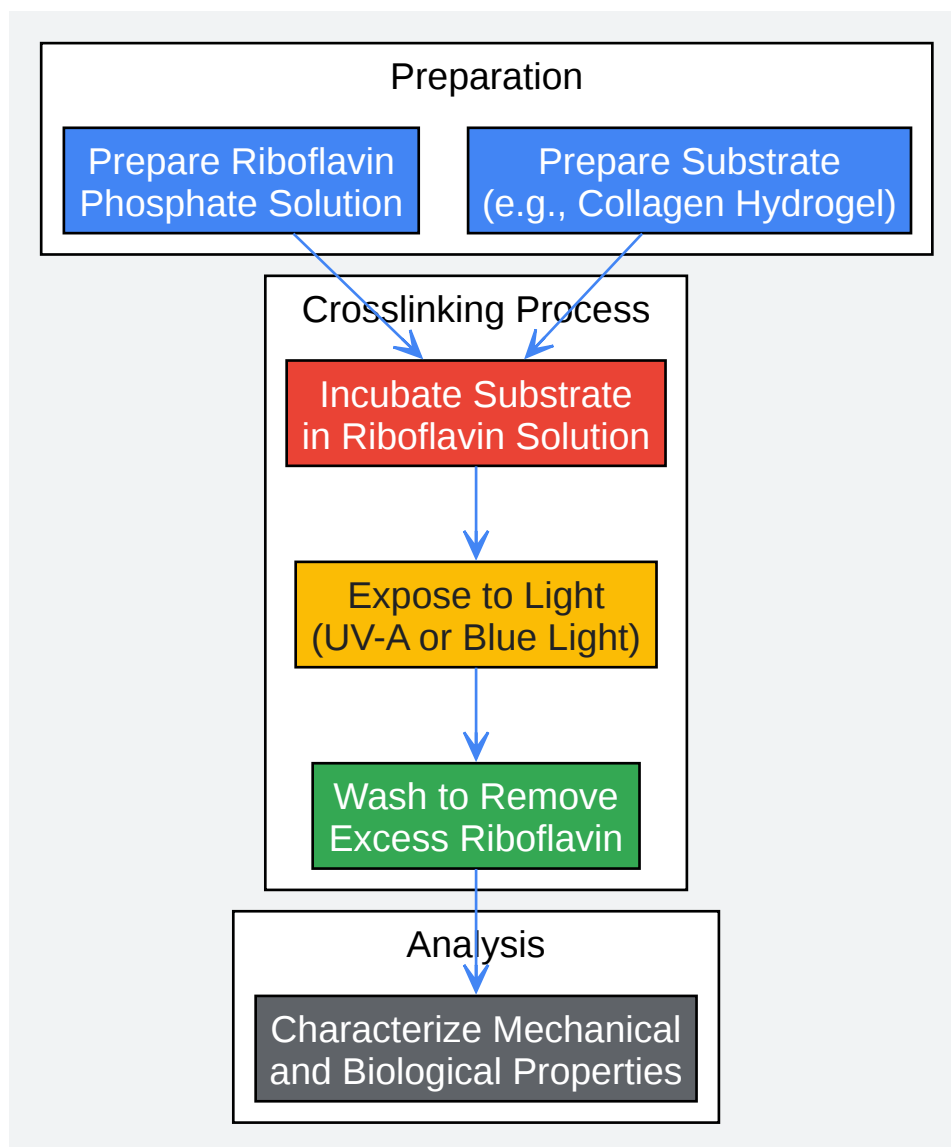 Preparation
Prepare Riboflavin
Phosphate Solution
Prepare Substrate
(e.g., Collagen Hydrogel)
Crosslinking Process
Incubate Substrate
in Riboflavin Solution
Expose to Light
(UV-A or Blue Light)
Wash to Remove
Excess Riboflavin
Analysis
Characterize Mechanical
and Biological Properties